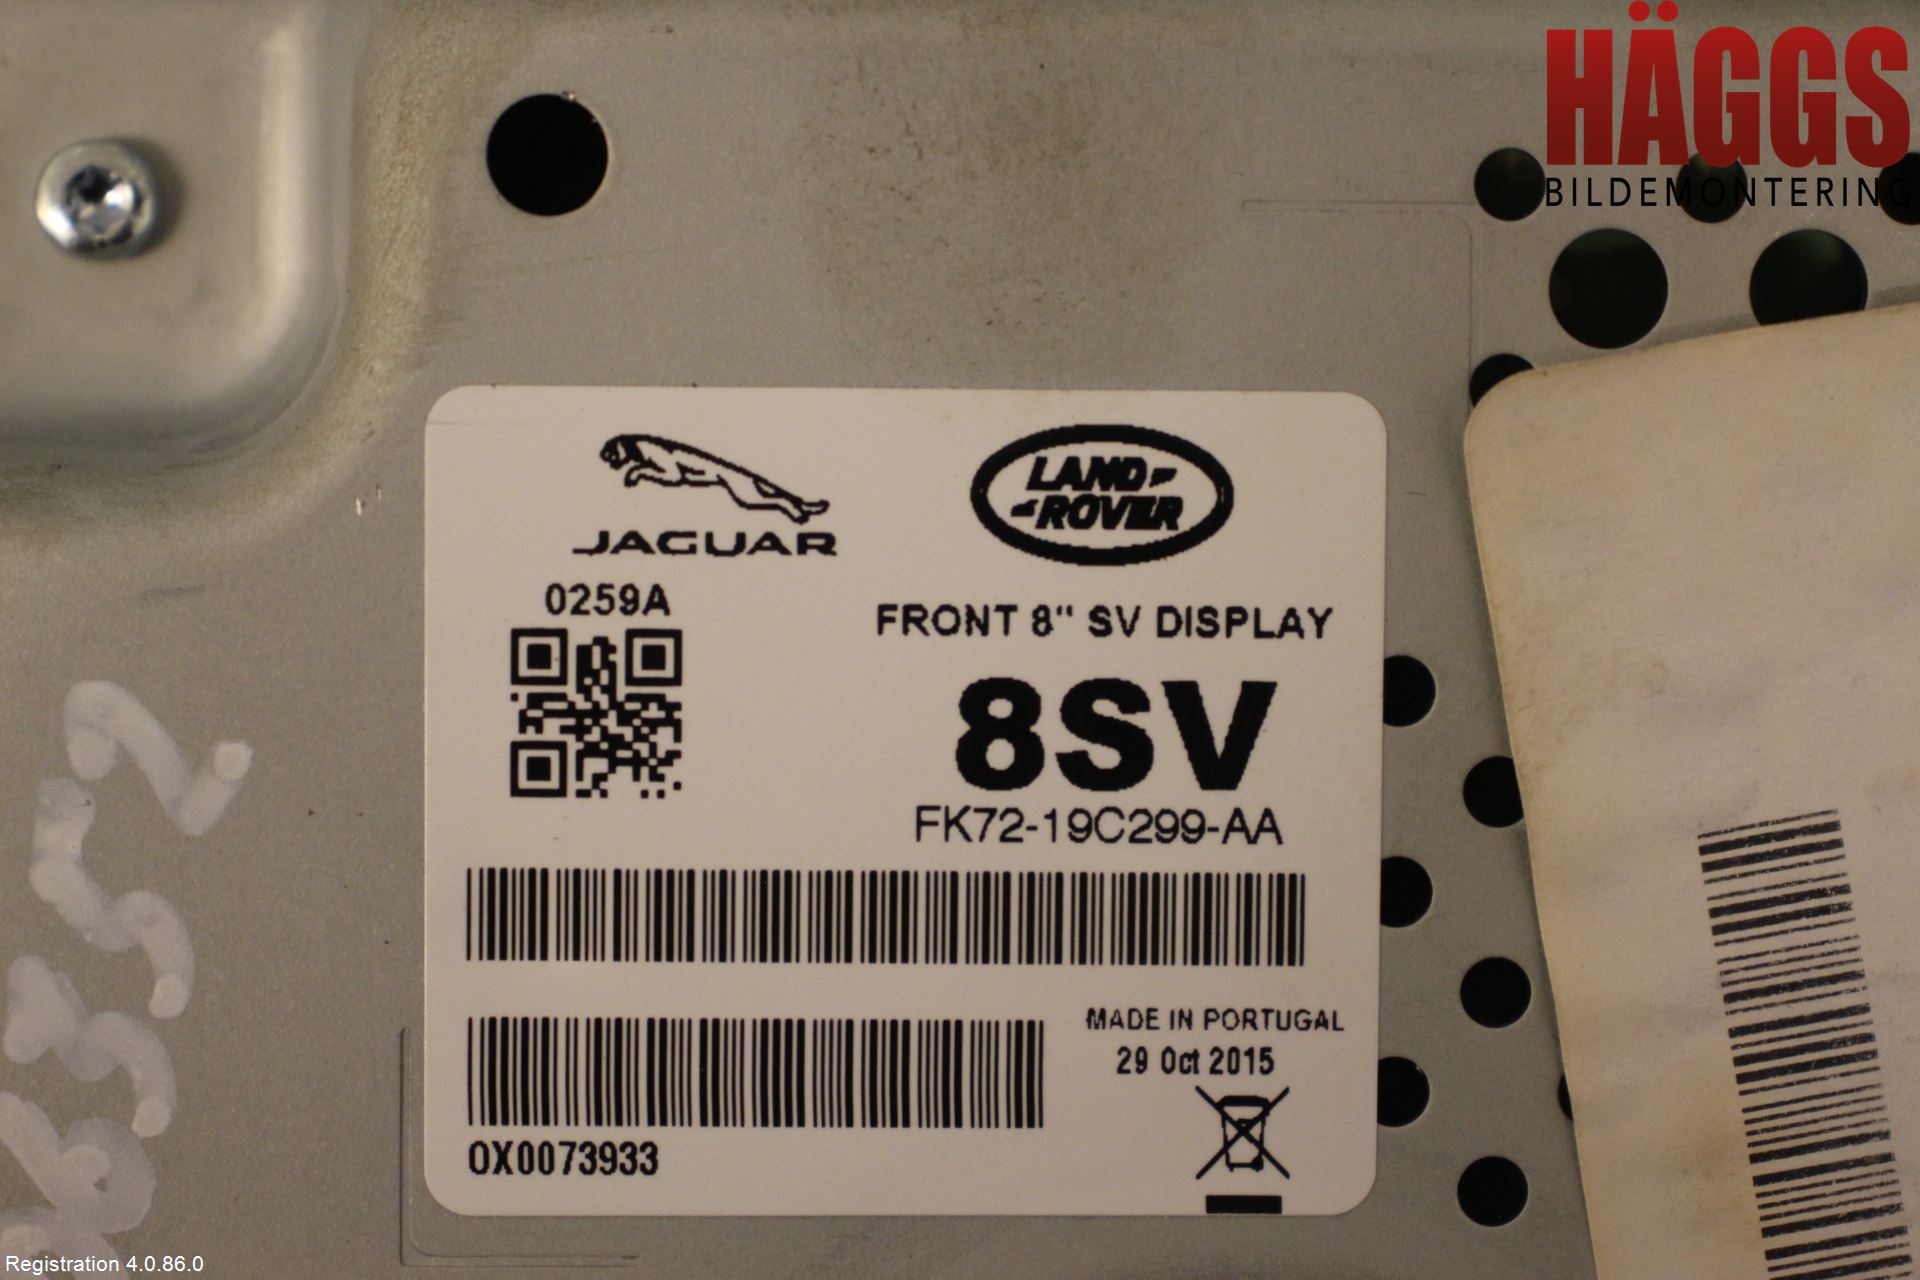 HÄGGS
BILDEMONTERING
JAGUAR
LAND
ROVER
0259A
FRONT 8" SV DISPLAY
8SV
FK72-19C299-AA
MADE IN PORTUGAL
29 Oct 2015
0X0073933
Registration 4.0.86.0